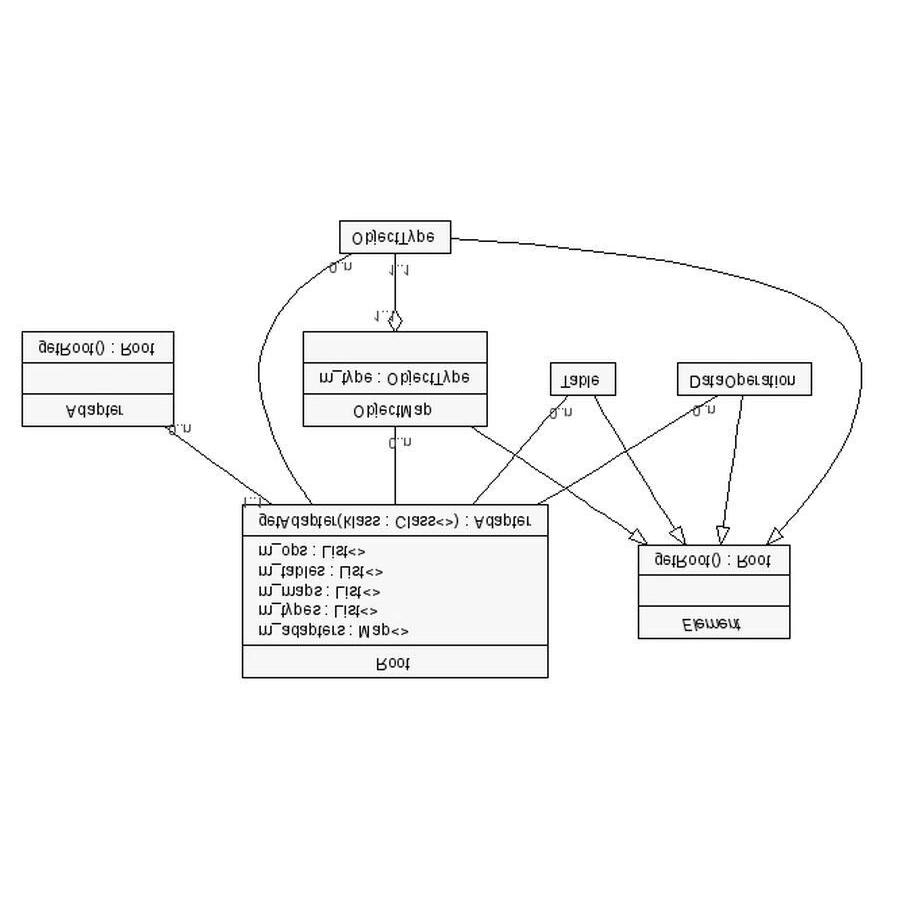 Root
m_adapters : Map<>
m_types : List<>
m_maps : List<>
m_tables : List<>
m_ops : List<>
getAdapter(klass : Class<>) : Adapter
Element
getRoot() : Root
1..1
0..n
0..n
0..n
0..n
Adapter
getRoot() : Root
ObjectMap
m_type : ObjectType
Table
DataOperation
1..1
1..1
0..n
ObjectType